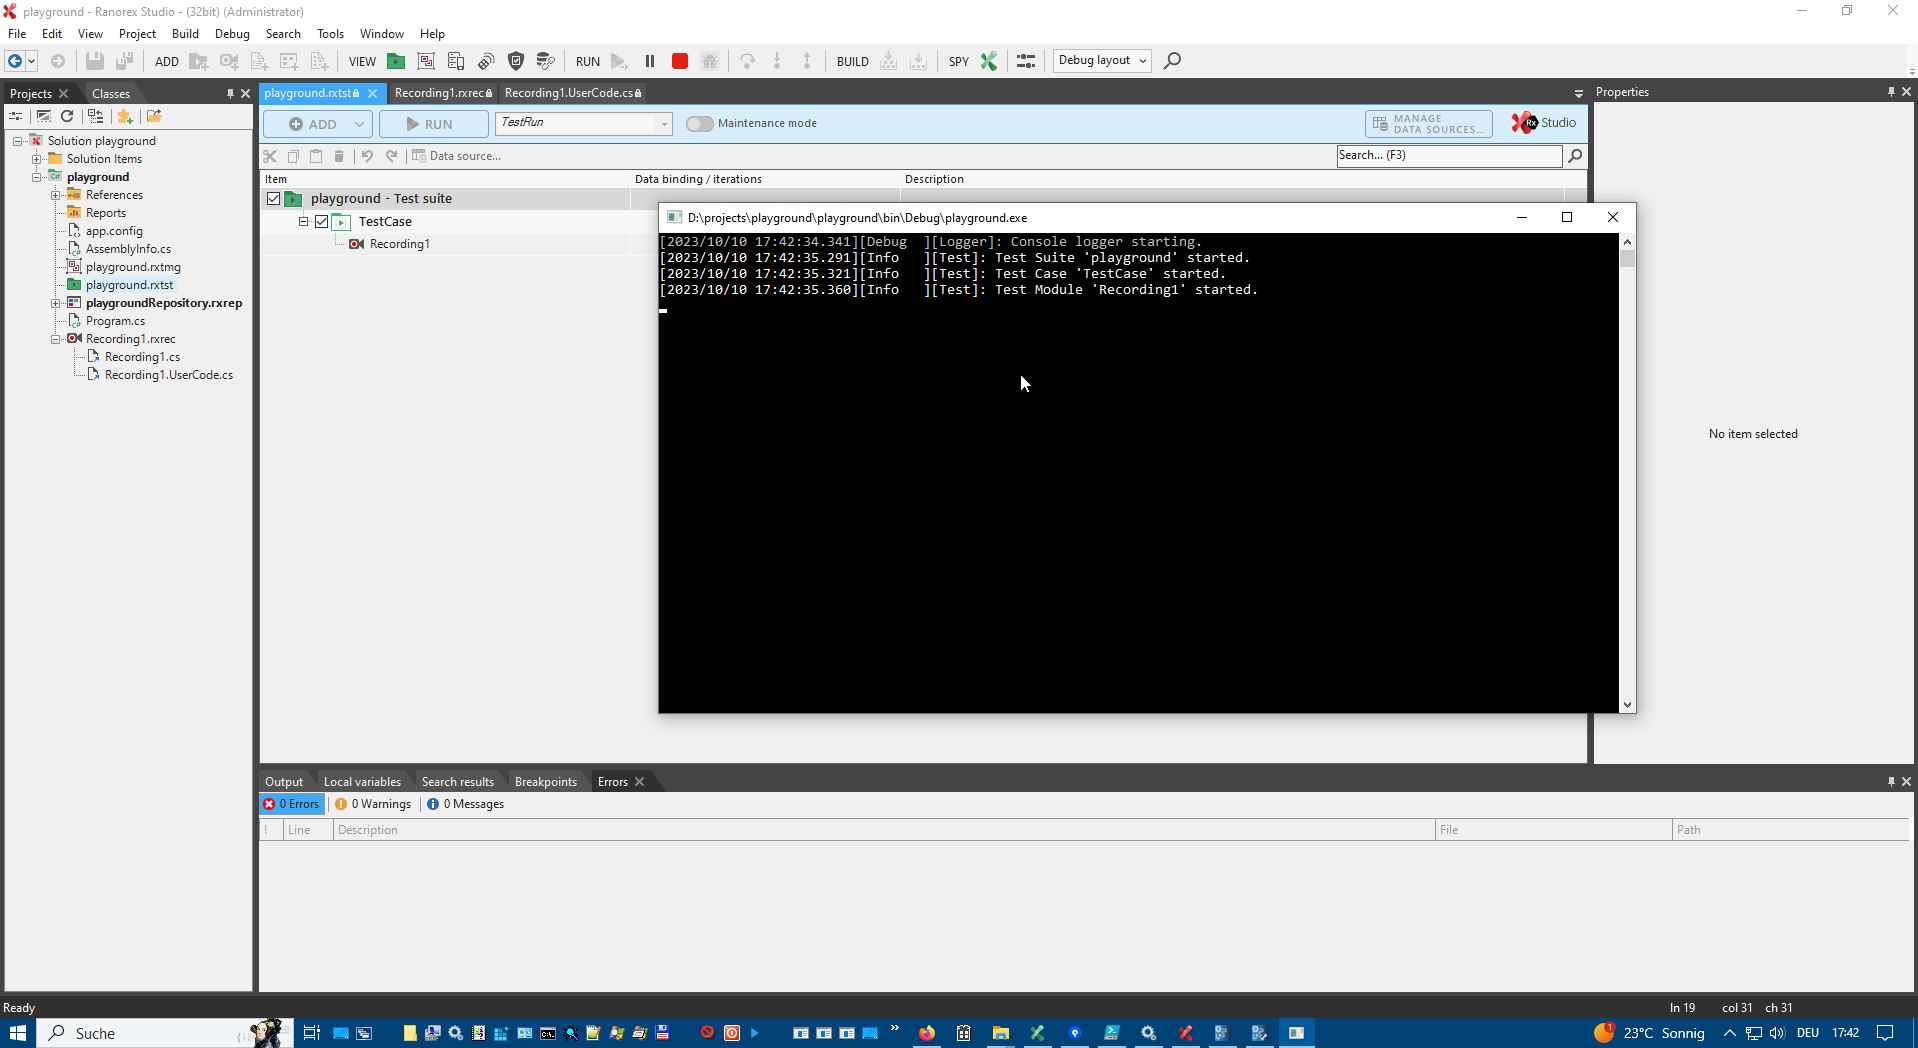 playground - Ranorex Studio - (32bit) (Administrator)
File Edit View Project Build Debug Search Tools Window Help
ADD VIEW RUN BUILD SPY Debug layout
Projects Classes
playground.rxtst Recording1.rxrec Recording1.UserCode.cs
Properties
ADD RUN TestRun Maintenance mode MANAGE DATA SOURCES... Rx Studio
Data source... Search... (F3)
Item Data binding / iterations Description
playground - Test suite
TestCase
Recording1
Solution playground
Solution Items
C# playground
References
Reports
app.config
AssemblyInfo.cs
playground.rxtmg
playground.rxtst
playgroundRepository.rxrep
Program.cs
Recording1.rxrec
Recording1.cs
Recording1.UserCode.cs
D:\projects\playground\playground\bin\Debug\playground.exe
[2023/10/10 17:42:34.341][Debug  ][Logger]: Console logger starting.
[2023/10/10 17:42:35.291][Info   ][Test]: Test Suite 'playground' started.
[2023/10/10 17:42:35.321][Info   ][Test]: Test Case 'TestCase' started.
[2023/10/10 17:42:35.360][Info   ][Test]: Test Module 'Recording1' started.
No item selected
Output Local variables Search results Breakpoints Errors
0 Errors 0 Warnings 0 Messages
! Line Description File Path
Ready ln 19 col 31 ch 31
Suche 1 23°C Sonnig DEU 17:42